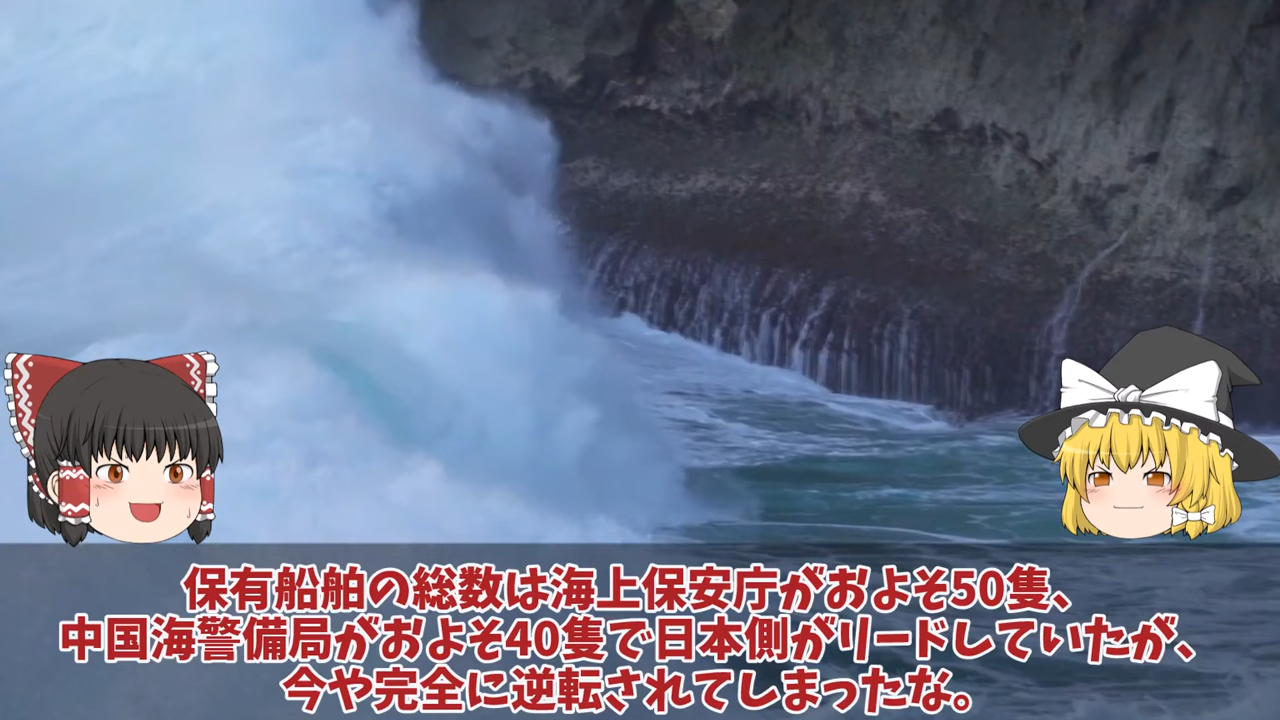 保有船舶の総数は海上保安庁がおよそ50隻、
中国海警備局がおよそ40隻で日本側がリードしていたが、
今や完全に逆転されてしまったな。